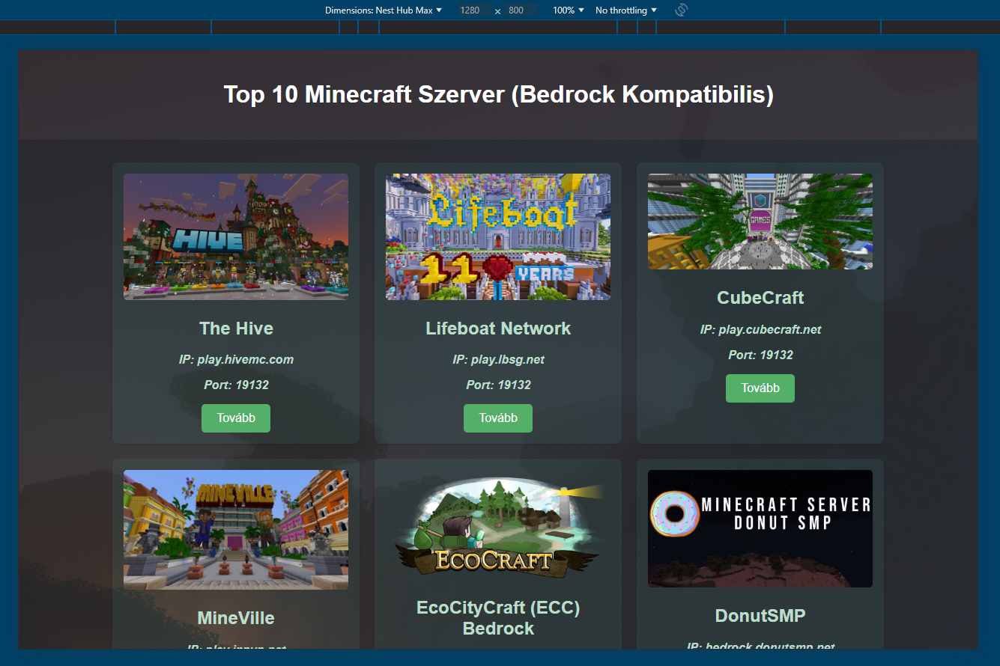 Dimensions: Nest Hub Max 1280 x 800 100% No throttling
Top 10 Minecraft Szerver (Bedrock Kompatibilis)
HIVE
The Hive
IP: play.hivemc.com
Port: 19132
Tovább
Lifeboat
11 YEARS
Lifeboat Network
IP: play.lbsg.net
Port: 19132
Tovább
GAMES
CubeCraft
IP: play.cubecraft.net
Port: 19132
Tovább
MINEVILLE
MineVille
IP: play.inpvp.net
ECOCRAFT
EcoCityCraft (ECC)
Bedrock
MINECRAFT SERVER
DONUT SMP
DonutSMP
IP: bedrock.donutsmp.net